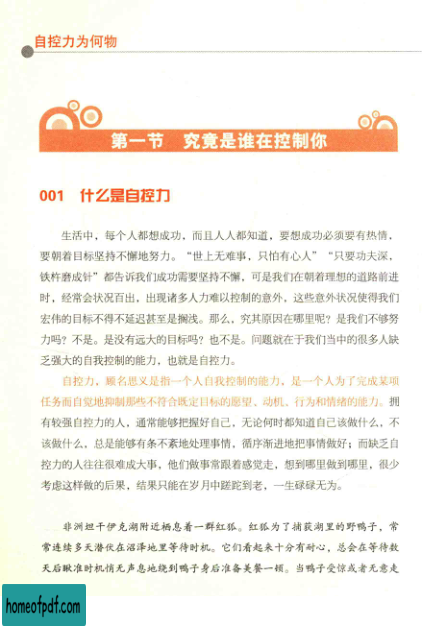 自控力为何物
第一节 究竟是谁在控制你
001 什么是自控力
生活中，每个人都想成功，而且人人都知道，要想成功必须要有热情，
要朝着目标坚持不懈地努力。“世上无难事，只怕有心人”“只要功夫深，
铁杵磨成针”都告诉我们成功需要坚持不懈，可是我们在朝着理想的道路前进
时，经常会状况百出，出现诸多人力难以控制的意外，这些意外状况使得我们
宏伟的目标不得不延迟甚至是搁浅。那么，究其原因在哪里呢？是我们不够努
力吗？不是。是没有远大的目标吗？也不是。问题就在于我们当中的很多人缺
乏强大的自我控制的能力，也就是自控力。
自控力，顾名思义是指一个人自我控制的能力，是一个人为了完成某项
任务而自觉地抑制那些不符合既定目标的愿望、动机、行为和情绪的能力。拥
有较强自控力的人，通常能够把握好自己，无论何时都知道自己该做什么，不
该做什么，总是能够有条不紊地处理事情，循序渐进地把事情做好；而缺乏自
控力的人往往很难成大事，他们做事常跟着感觉走，想到哪里做到哪里，很少
考虑这样做的后果，结果只能在岁月中蹉跎到老，一生碌碌无为。
非洲坦干伊克湖附近栖息着一群红狐。红狐为了捕获湖里的野鸭子，常
常连续多天潜伏在沼泽地里等待时机。它们看起来十分有耐心，总会在等待数
天后瞅准时机悄无声息地绕到鸭子身后准备美餐一顿。当鸭子受惊或者无意走
homeofpdf.com